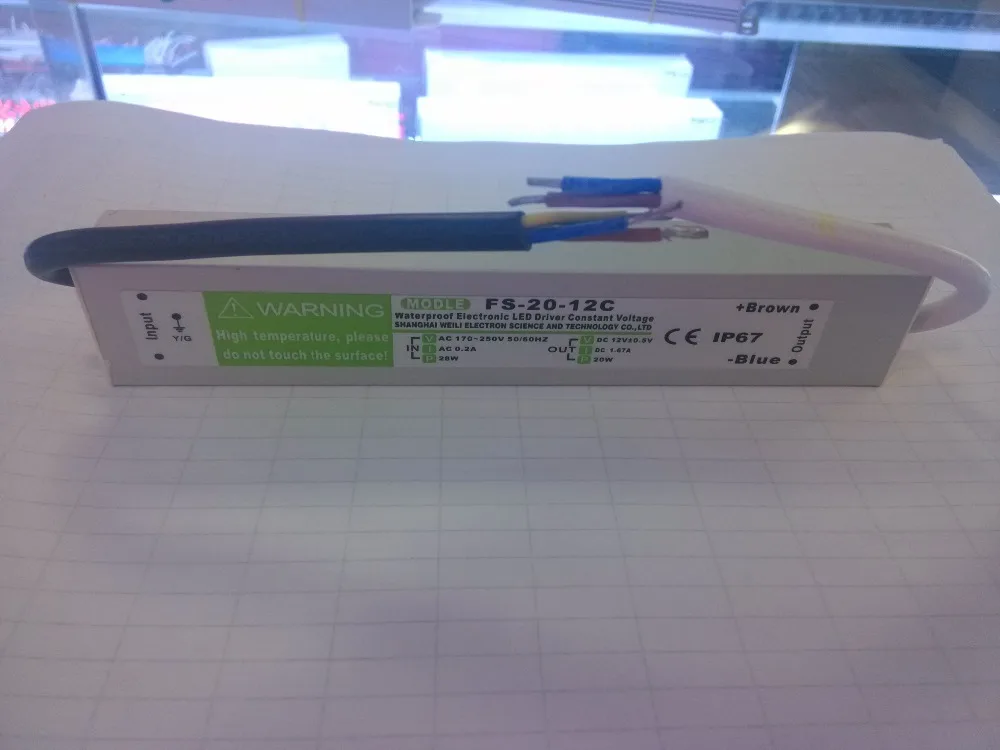 Input
Y/G
WARNING
High temperature, please
do not touch the surface!
MODLE FS-20-12C
Waterproof Electronic LED Driver Constant Voltage
SHANGHAI WEILI ELECTRON SCIENCE AND TECHNOLOGY CO.,LTD
IN
V AC 170~250V 50/60HZ
I AC 0.2A
P 20W
OUT
V DC 12V±0.5V
I DC 1.67A
P 20W
CE IP67
+Brown
-Blue
Output